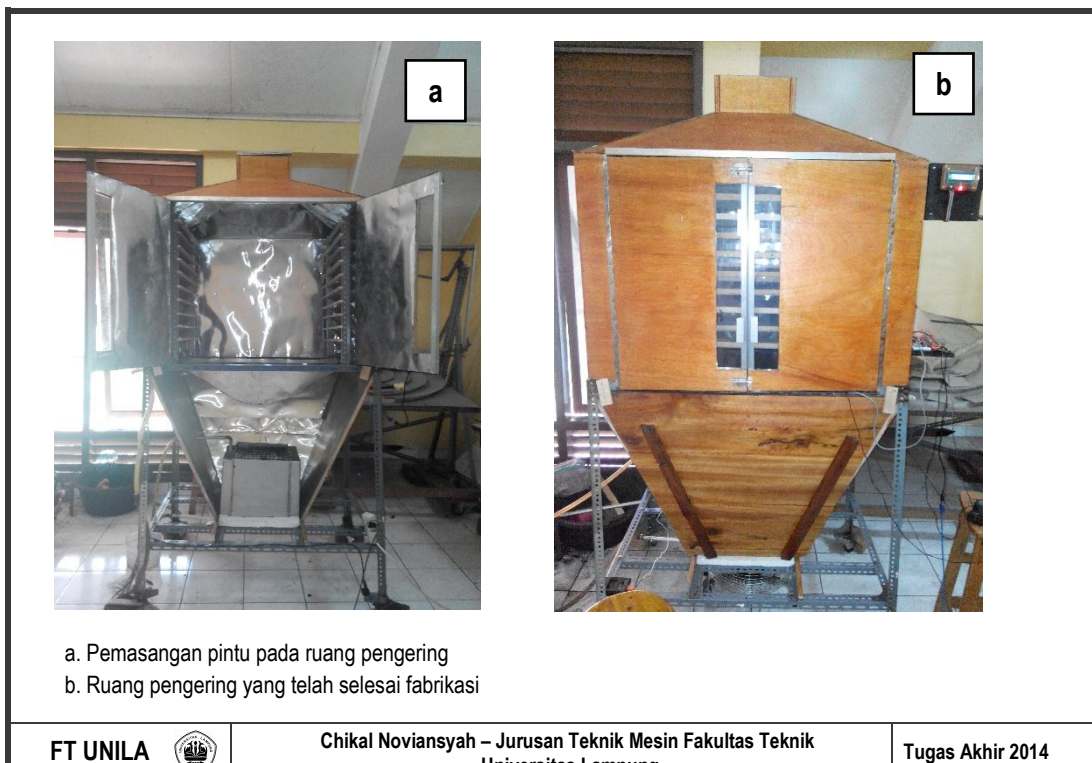 a
b
a. Pemasangan pintu pada ruang pengering
b. Ruang pengering yang telah selesai fabrikasi
FT UNILA
Chikal Noviansyah – Jurusan Teknik Mesin Fakultas Teknik
Universitas Lampung
Tugas Akhir 2014